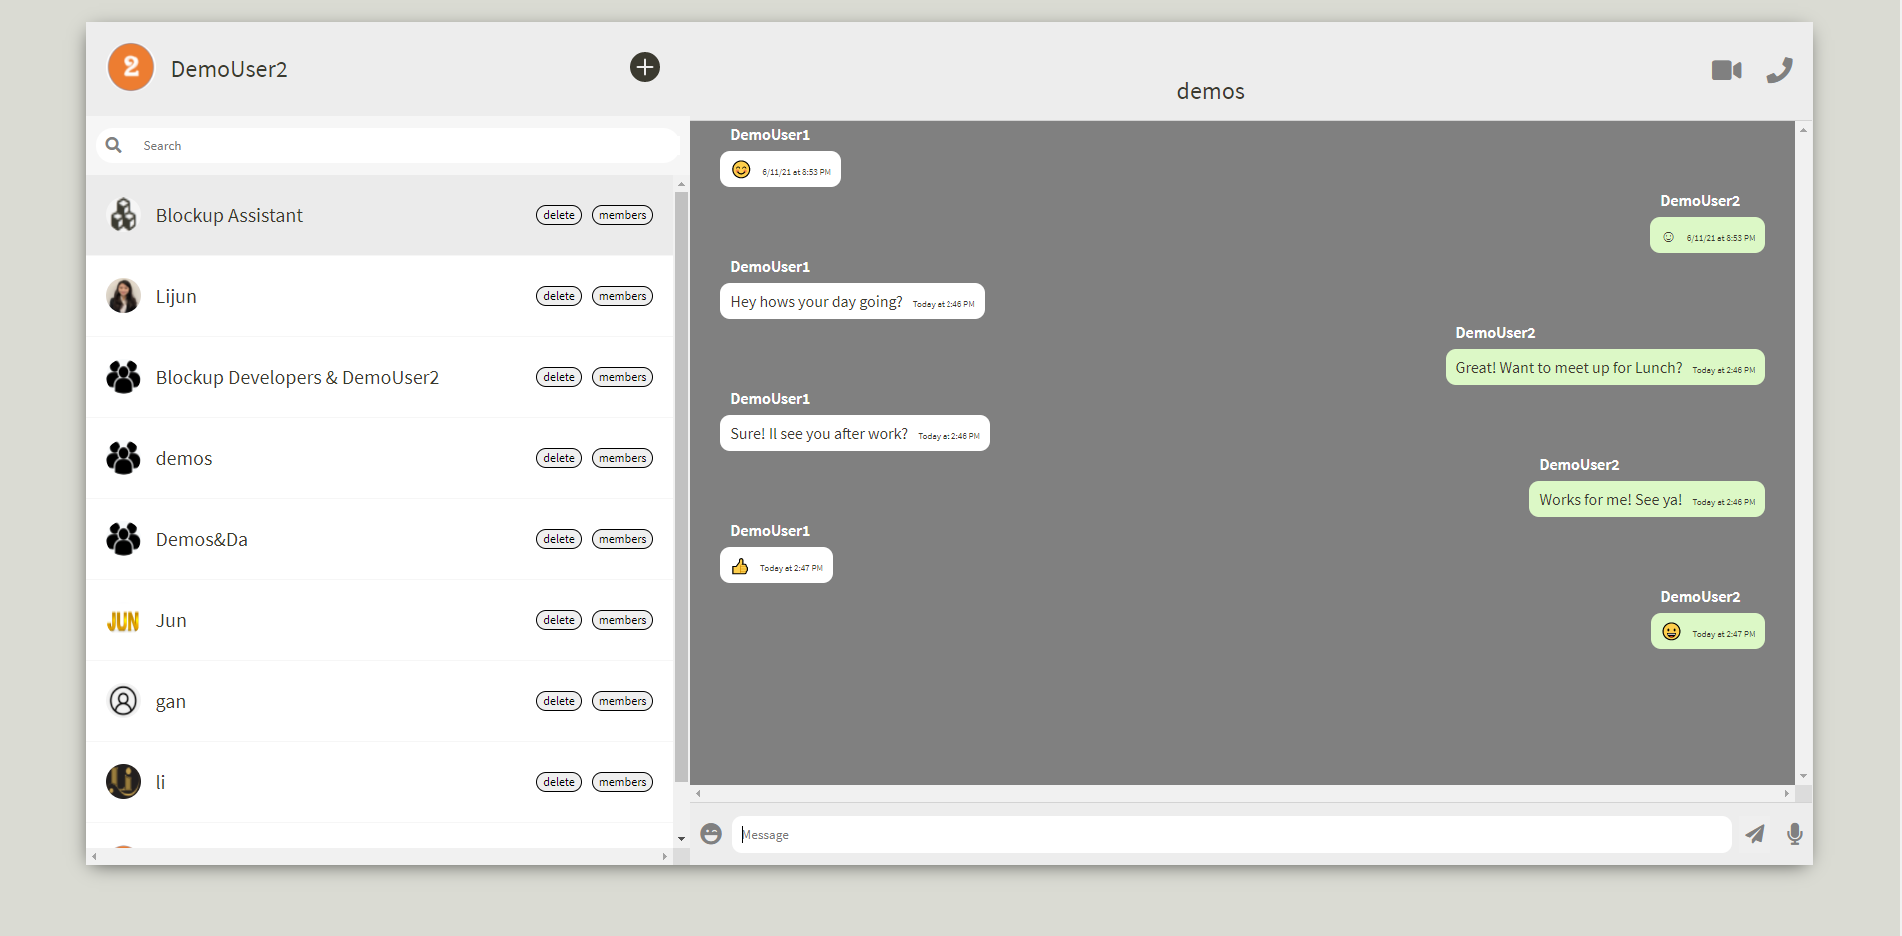 2 DemoUser2
Search
Blockup Assistant delete members
Lijun delete members
Blockup Developers & DemoUser2 delete members
demos delete members
Demos&Da delete members
JUN Jun delete members
gan delete members
li li delete members
demos
DemoUser1
😊 6/11/21 at 8:53 PM
DemoUser2
☺ 6/11/21 at 8:53 PM
DemoUser1
Hey hows your day going? Today at 2:46 PM
DemoUser2
Great! Want to meet up for Lunch? Today at 2:46 PM
DemoUser1
Sure! Il see you after work? Today at 2:46 PM
DemoUser2
Works for me! See ya! Today at 2:46 PM
DemoUser1
👍 Today at 2:47 PM
DemoUser2
😀 Today at 2:47 PM
Message